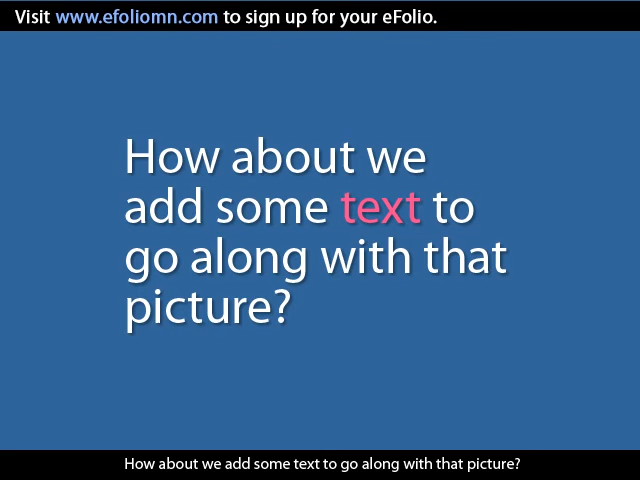 Visit www.efoliomn.com to sign up for your eFolio.
How about we
add some text to
go along with that
picture?
How about we add some text to go along with that picture?